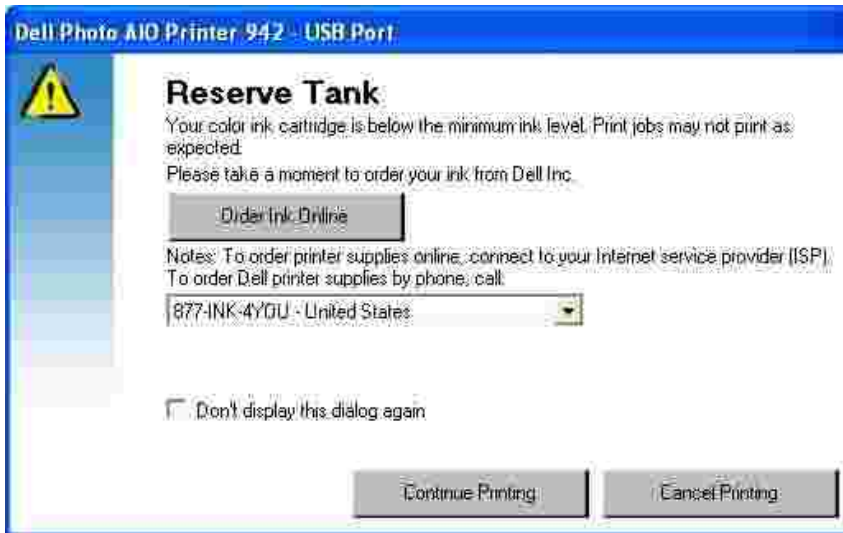 Dell Photo AIO Printer 942 - USB Port
Reserve Tank
Your color ink cartridge is below the minimum ink level. Print jobs may not print as
expected.
Please take a moment to order your ink from Dell Inc.
Order Ink Online
Notes: To order printer supplies online, connect to your Internet service provider (ISP).
To order Dell printer supplies by phone, call:
877-INK-4YOU - United States
Don't display this dialog again
Continue Printing
Cancel Printing